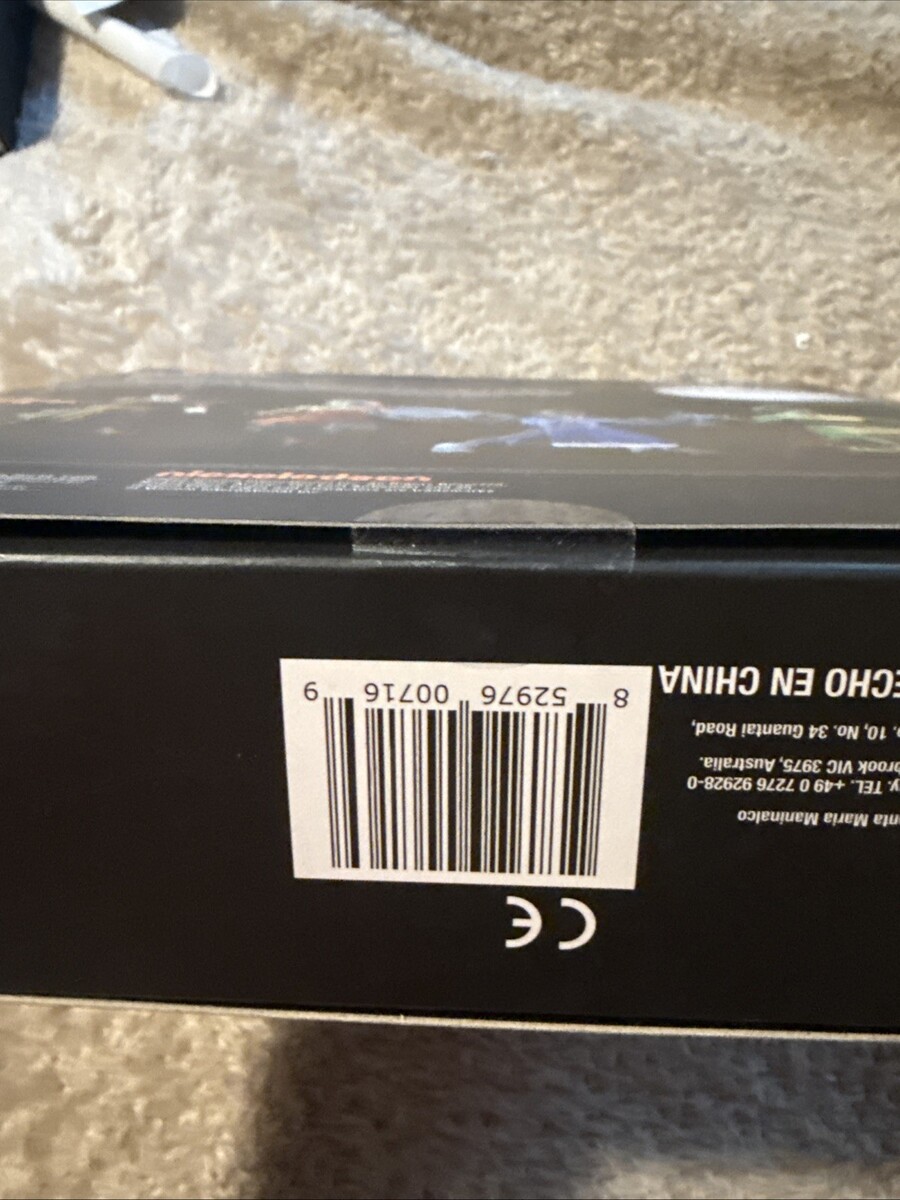 nickelodeon
ECHO EN CHINA
. 10, No. 34 Guantai Road,
brook VIC 3975, Australia.
y. TEL. +49 0 7276 92928-0
nta Maria Maninalco
8 52976 00716 9
CE